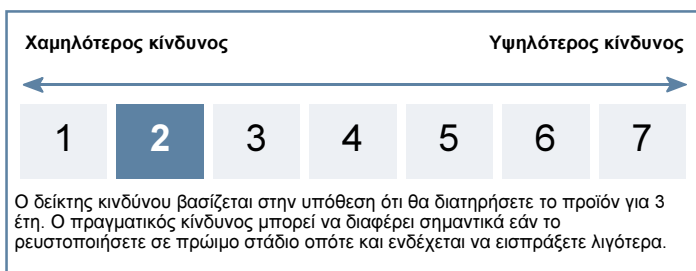 Χαμηλότερος κίνδυνος Υψηλότερος κίνδυνος
1 2 3 4 5 6 7
Ο δείκτης κινδύνου βασίζεται στην υπόθεση ότι θα διατηρήσετε το προϊόν για 3
έτη. Ο πραγματικός κίνδυνος μπορεί να διαφέρει σημαντικά εάν το
ρευστοποιήσετε σε πρώιμο στάδιο οπότε και ενδέχεται να εισπράξετε λιγότερα.